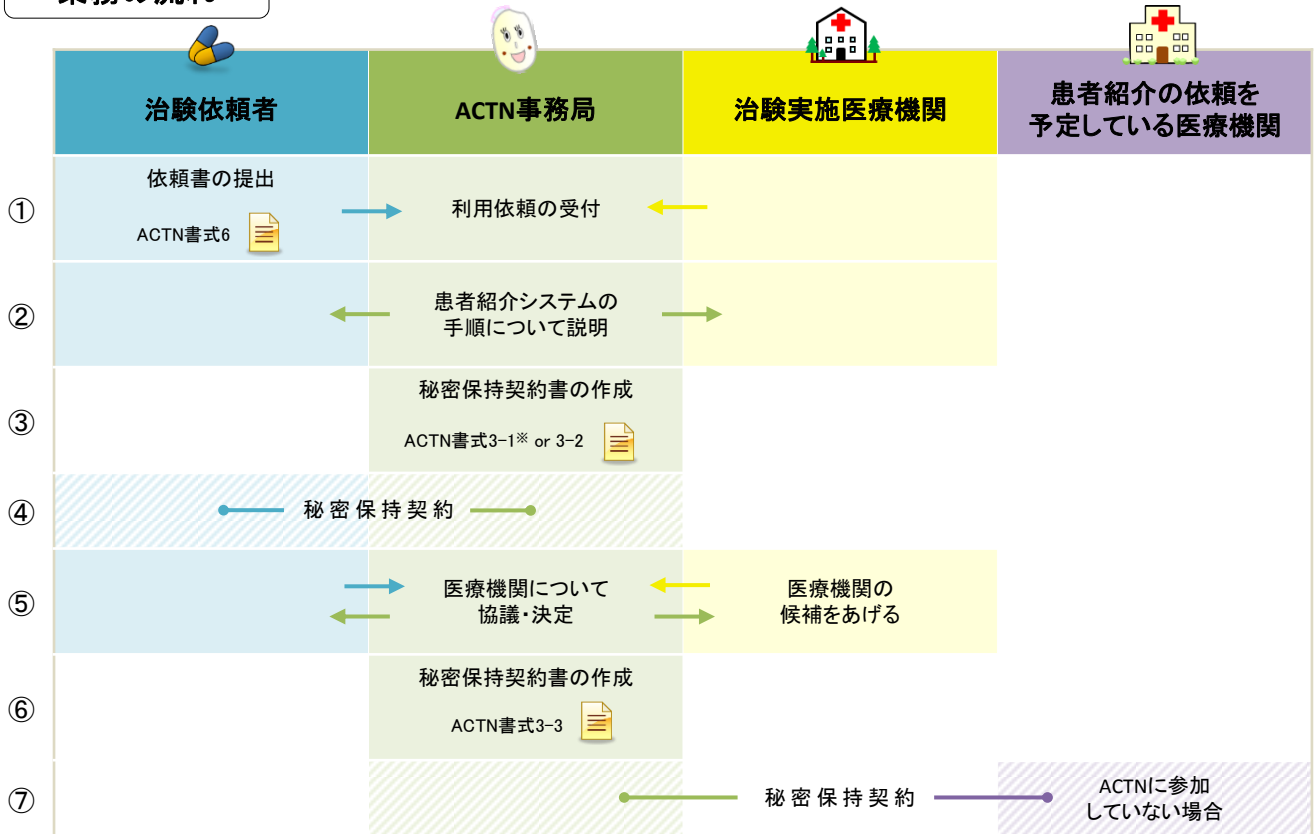 治験依頼者
ACTN事務局
治験実施医療機関
患者紹介の依頼を
予定している医療機関
①
依頼書の提出
ACTN書式6
利用依頼の受付
②
患者紹介システムの
手順について説明
③
秘密保持契約書の作成
ACTN書式3-1※ or 3-2
④
秘密保持契約
⑤
医療機関について
協議・決定
医療機関の
候補をあげる
⑥
秘密保持契約書の作成
ACTN書式3-3
⑦
秘密保持契約
ACTNに参加
していない場合